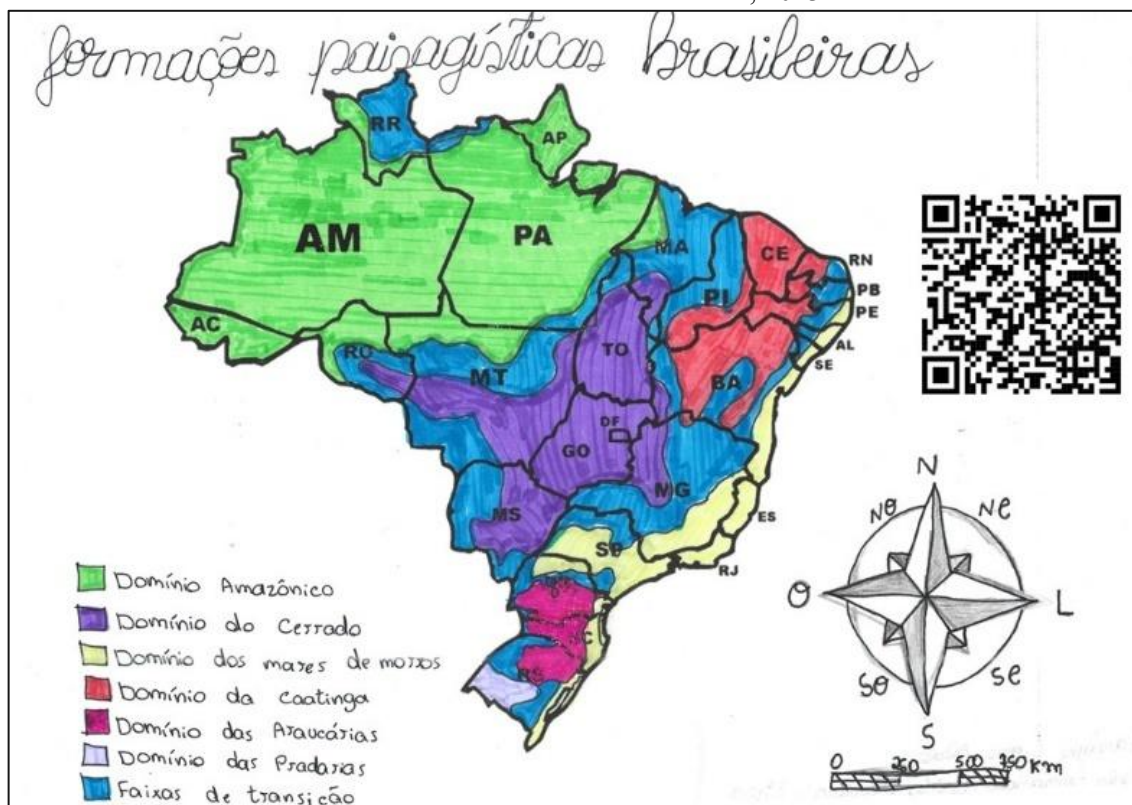 formações paisagísticas brasileiras
RR
AP
AM
PA
MA
CE
RN
PB
PE
PI
AL
SE
AC
RO
TO
BA
MT
DF
GO
MG
MS
ES
SP
RJ
RS
Domínio Amazônico
Domínio do Cerrado
Domínio dos mares de morros
Domínio da Caatinga
Domínio das Araucárias
Domínio das Pradarias
Faixas de transição
N
NO
Ne
O
L
SO
Se
S
0 250 500 750 Km